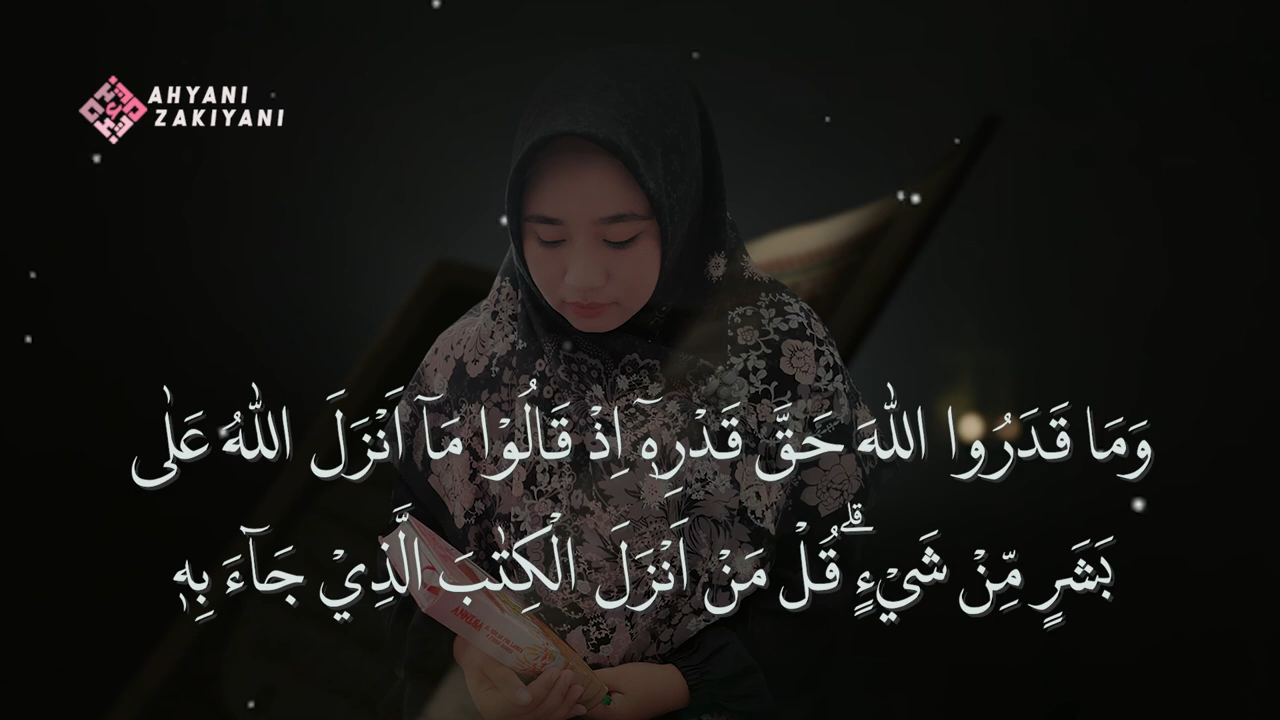 AHYANI
ZAKIYANI
وَمَا قَدَرُوا اللّٰهَ حَقَّ قَدْرِهٖٓ اِذْ قَالُوْا مَآ اَنْزَلَ اللّٰهُ عَلٰى
بَشَرٍ مِّنْ شَيْءٍۗ قُلْ مَنْ اَنْزَلَ الْكِتٰبَ الَّذِيْ جَاۤءَ بِهٖ